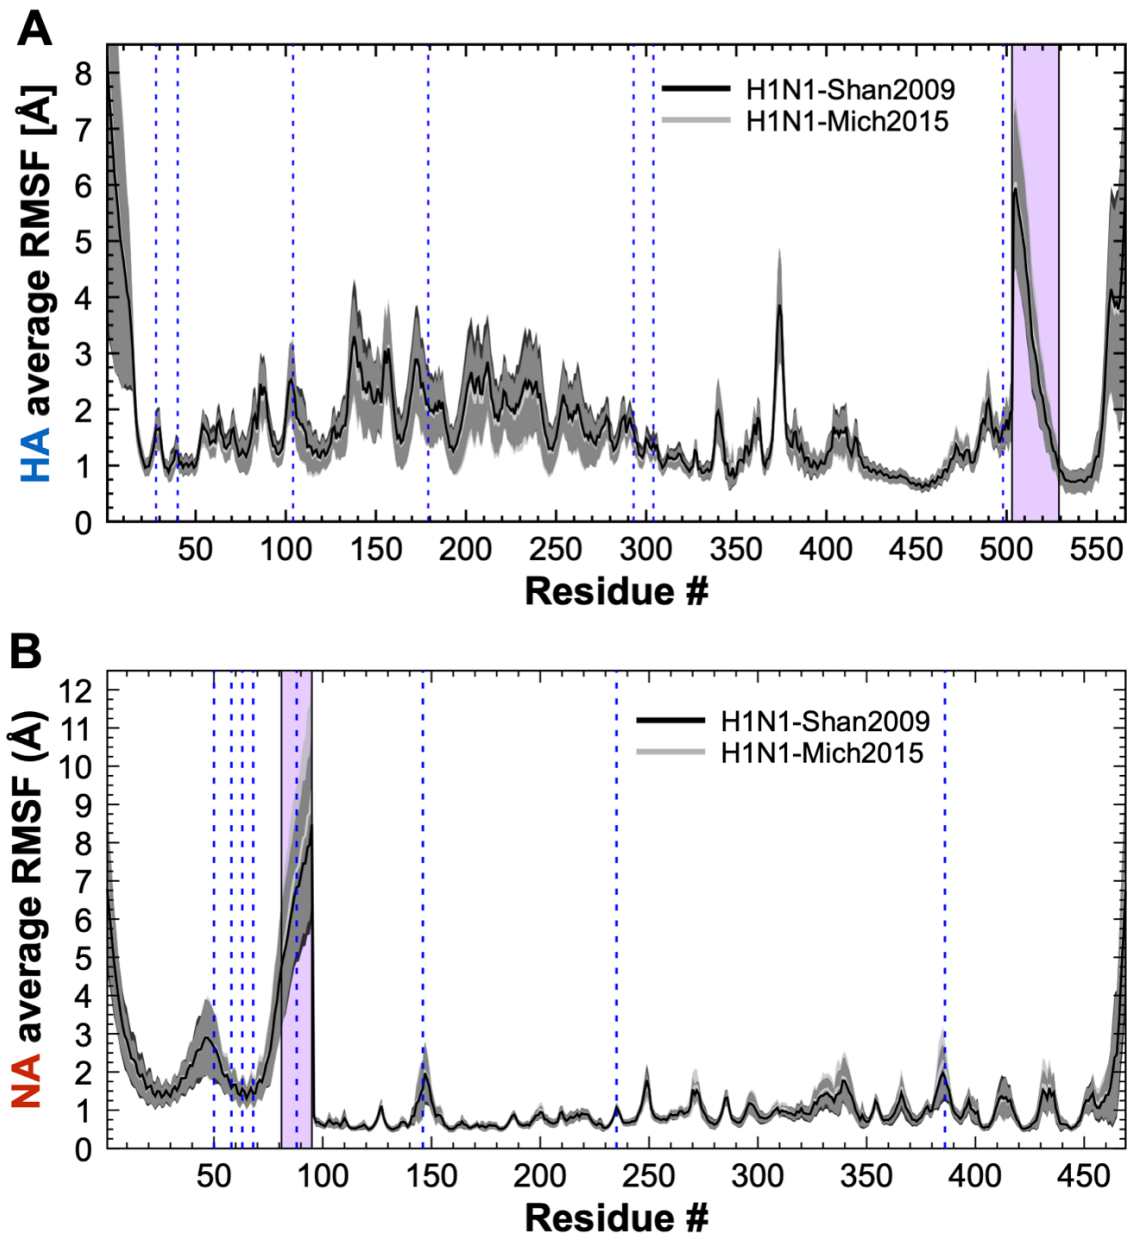 A
HA average RMSF [Å]
8
7
6
5
4
3
2
1
0
H1N1-Shan2009
H1N1-Mich2015
50 100 150 200 250 300 350 400 450 500 550
Residue #
B
NA average RMSF (Å)
12
11
10
9
8
7
6
5
4
3
2
1
0
H1N1-Shan2009
H1N1-Mich2015
50 100 150 200 250 300 350 400 450
Residue #